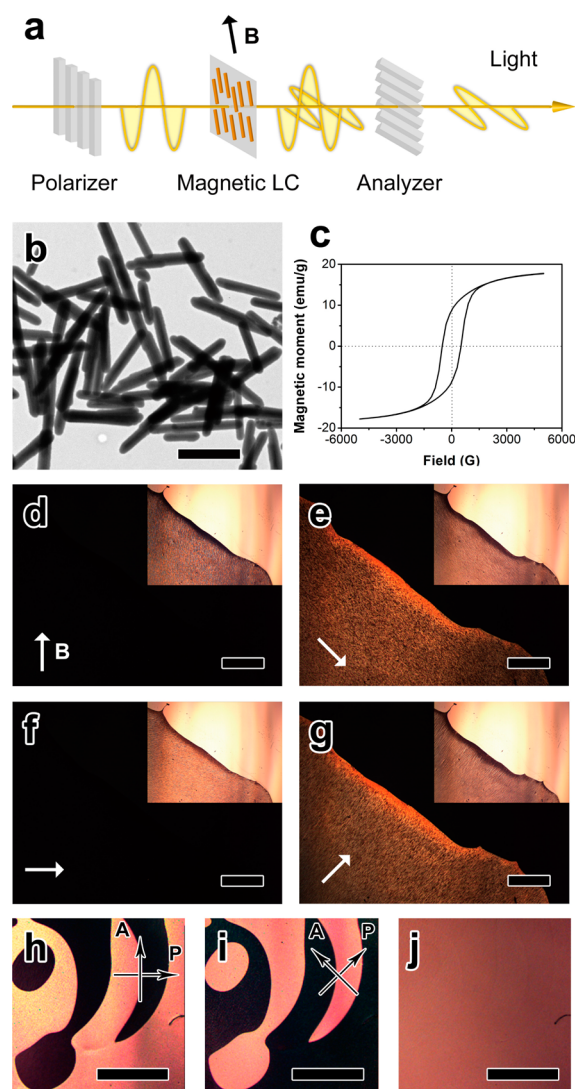 a
B
Light
Polarizer
Magnetic LC
Analyzer
b
c
Magnetic moment (emu/g)
20
10
0
-10
-20
-6000 -3000 0 3000 6000
Field (G)
d
B
e
f
g
h
A
P
i
A
P
j